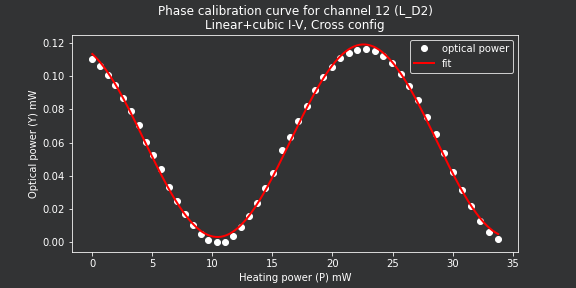 Phase calibration curve for channel 12 (L_D2)
Linear+cubic I-V, Cross config
optical power
fit
0.12
0.10
0.08
0.06
0.04
0.02
0.00
Optical power (Y) mW
0
5
10
15
20
25
30
35
Heating power (P) mW